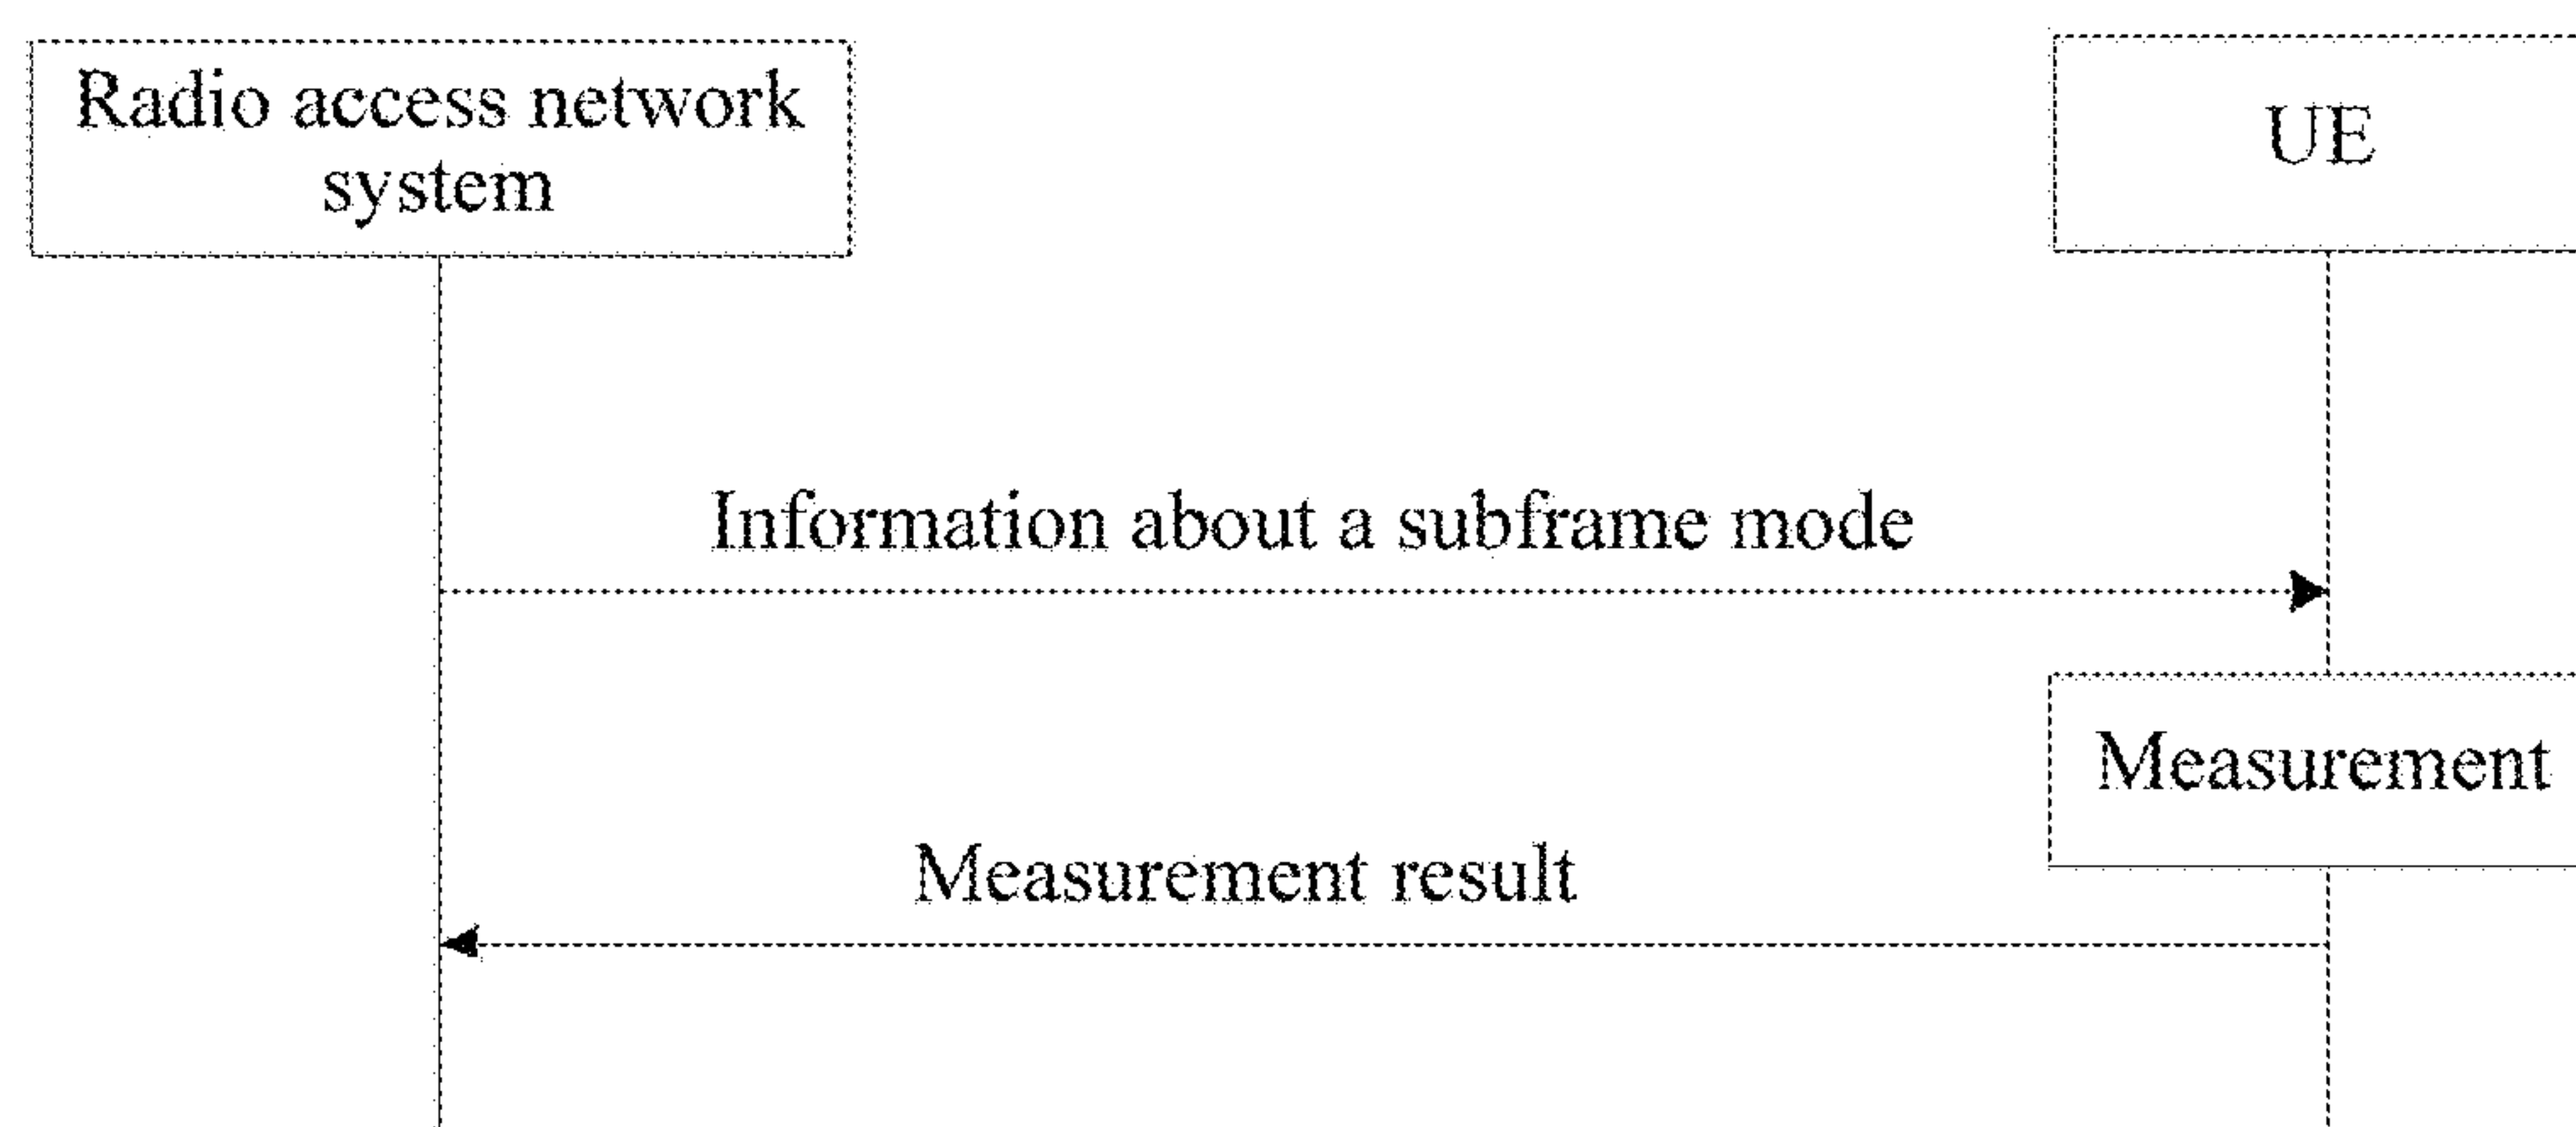 Radio access network
system
UE
Information about a subframe mode
Measurement
Measurement result